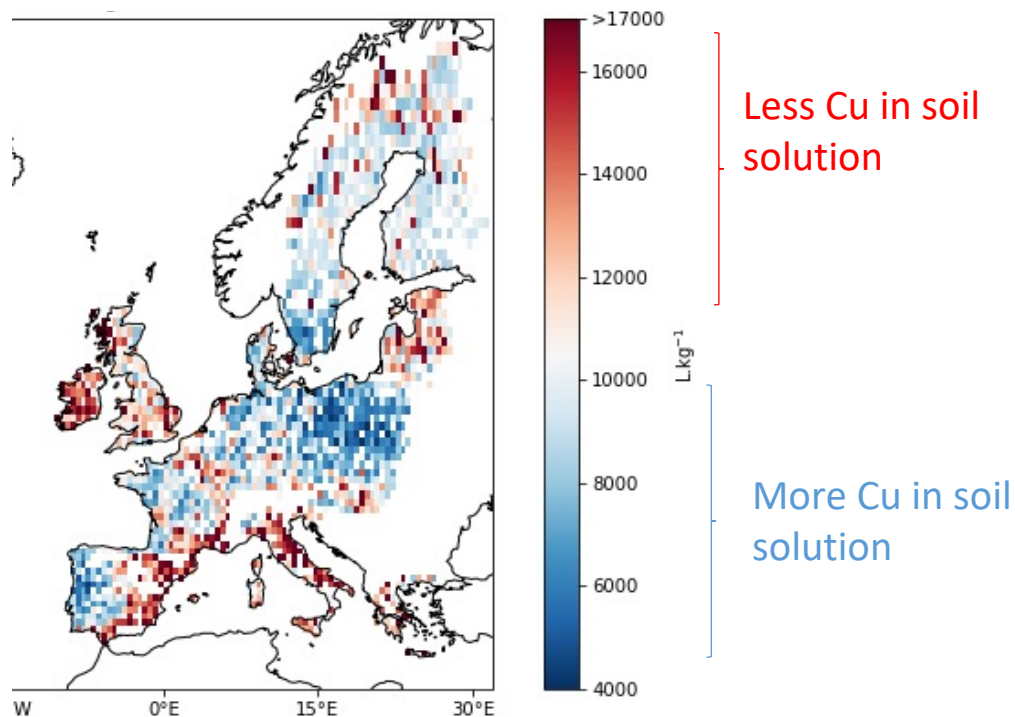 >17000
16000
14000
12000
10000
8000
6000
4000
L.kg⁻¹
W
0°E
15°E
30°E
Less Cu in soil
solution
More Cu in soil
solution